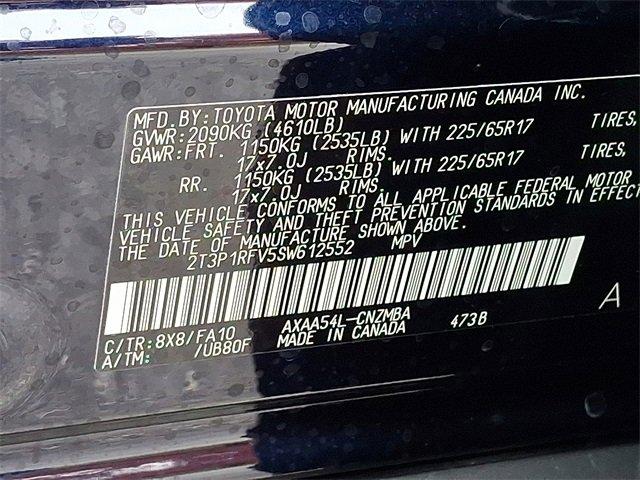 MFD. BY: TOYOTA MOTOR MANUFACTURING CANADA INC.
GVWR: 2090KG (4610LB)
GAWR: FRT. 1150KG (2535LB) WITH 225/65R17 TIRES,
17x7.0J RIMS.
RR. 1150KG (2535LB) WITH 225/65R17 TIRES,
17x7.0J RIMS.
THIS VEHICLE CONFORMS TO ALL APPLICABLE FEDERAL MOTOR
VEHICLE SAFETY AND THEFT PREVENTION STANDARDS IN EFFECT
THE DATE OF MANUFACTURE SHOWN ABOVE.
2T3P1RFV5SW612552 MPV
C/TR: 8X8/FA10 AXAA54L-CNZMBA 473B A
A/TM: /UB80F MADE IN CANADA